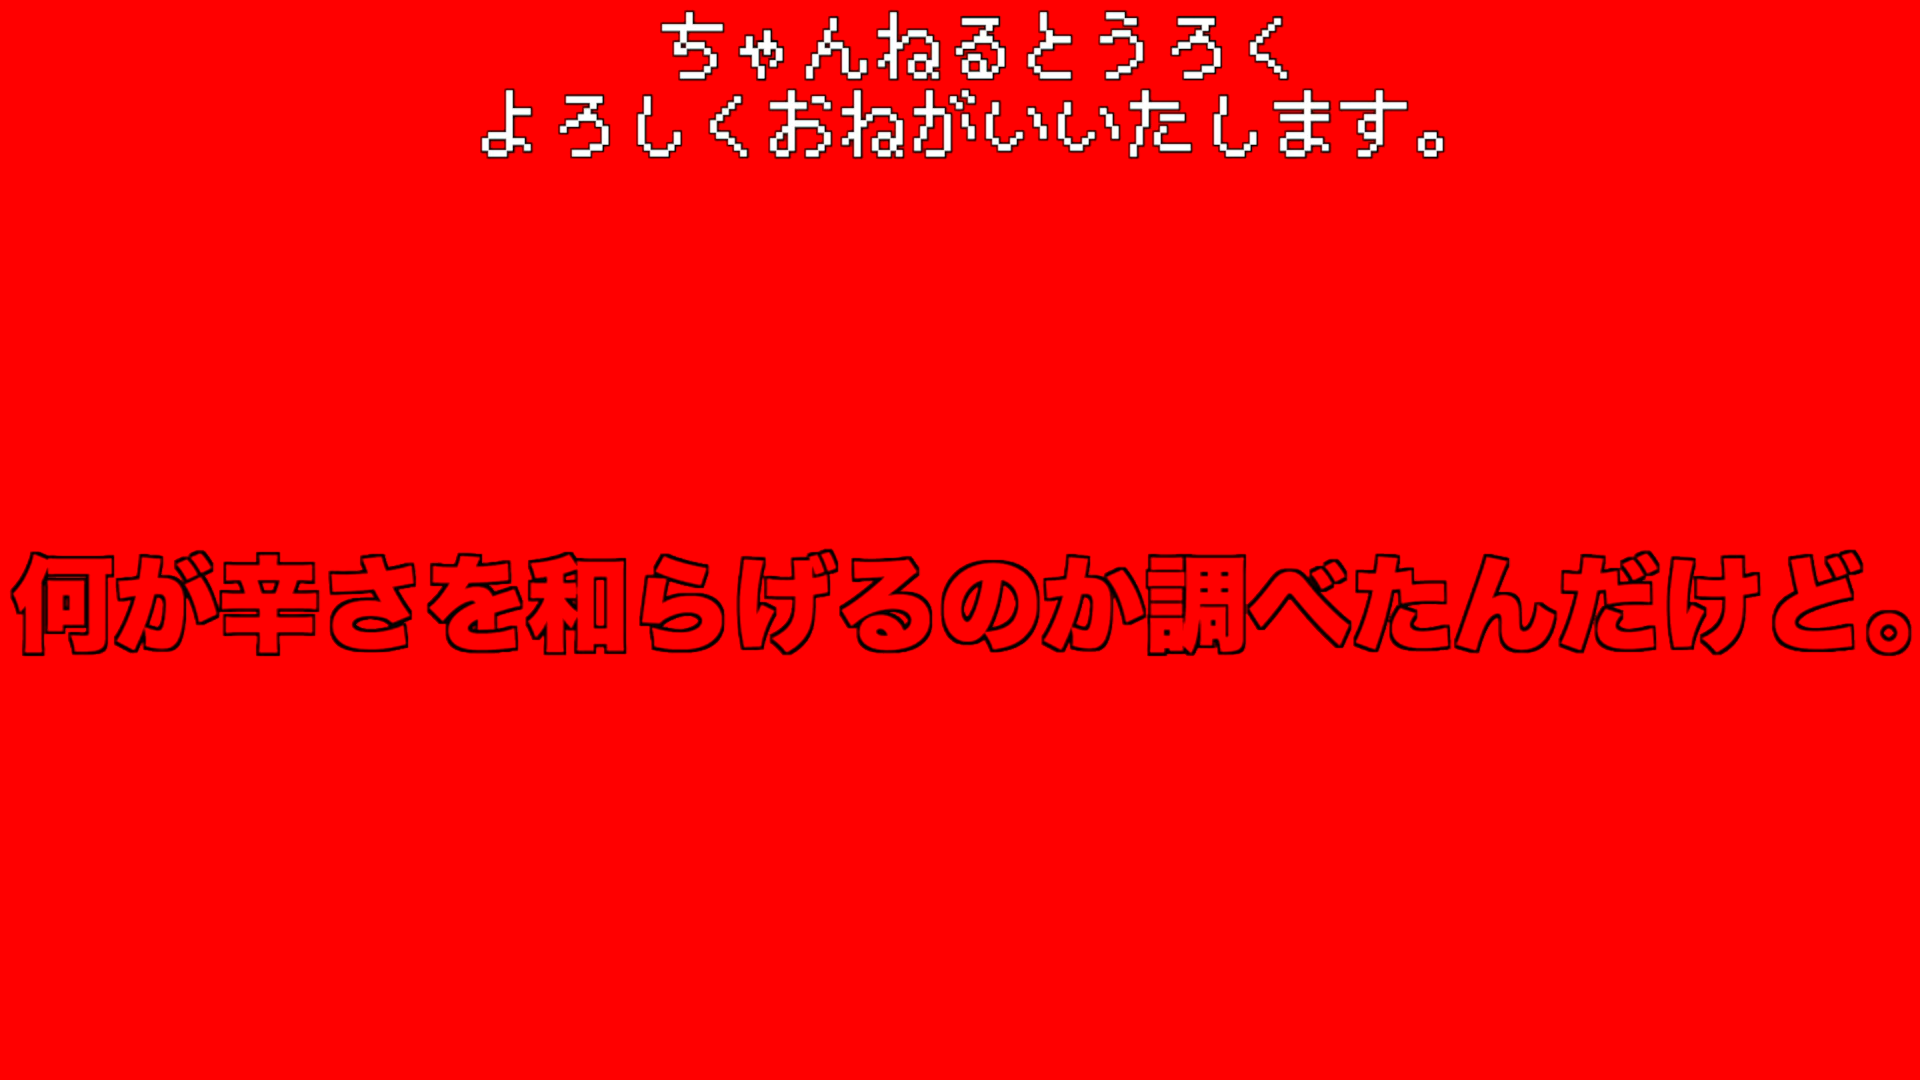 ちゃんねるとうろく
よろしくおねがいいたします。
何が辛さを和らげるのか調べたんだけど。